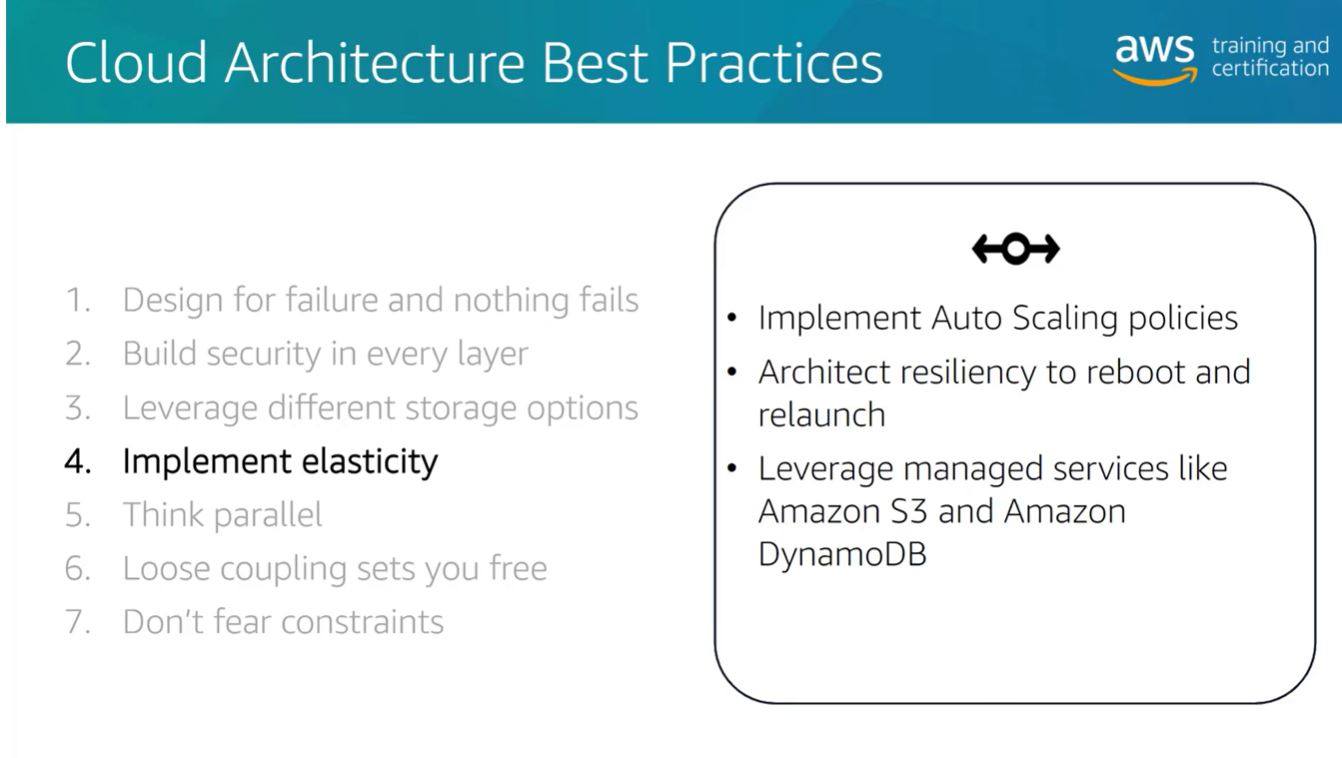 Cloud Architecture Best Practices
aws training and
certification
1. Design for failure and nothing fails
2. Build security in every layer
3. Leverage different storage options
4. Implement elasticity
5. Think parallel
6. Loose coupling sets you free
7. Don't fear constraints
• Implement Auto Scaling policies
• Architect resiliency to reboot and
relaunch
• Leverage managed services like
Amazon S3 and Amazon
DynamoDB